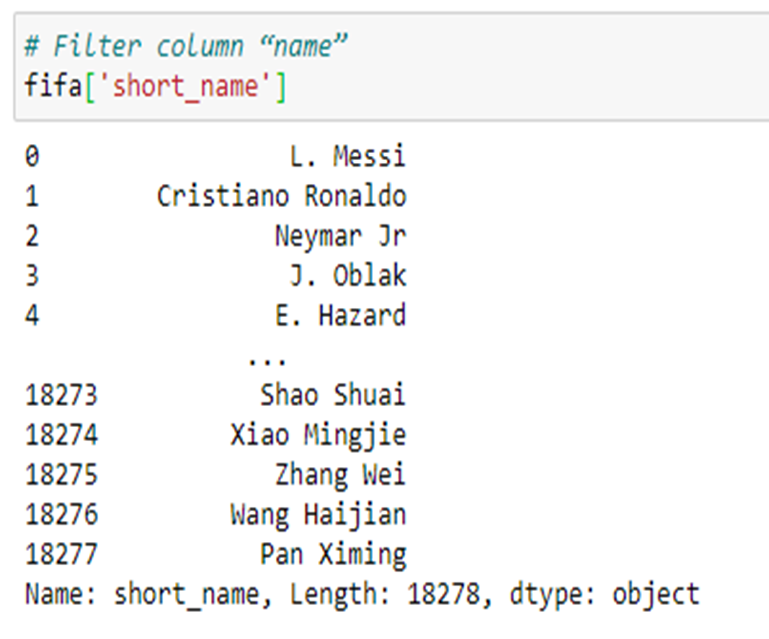 # Filter column “name”
fifa['short_name']
0 L. Messi
1 Cristiano Ronaldo
2 Neymar Jr
3 J. Oblak
4 E. Hazard
...
18273 Shao Shuai
18274 Xiao Mingjie
18275 Zhang Wei
18276 Wang Haijian
18277 Pan Ximing
Name: short_name, Length: 18278, dtype: object